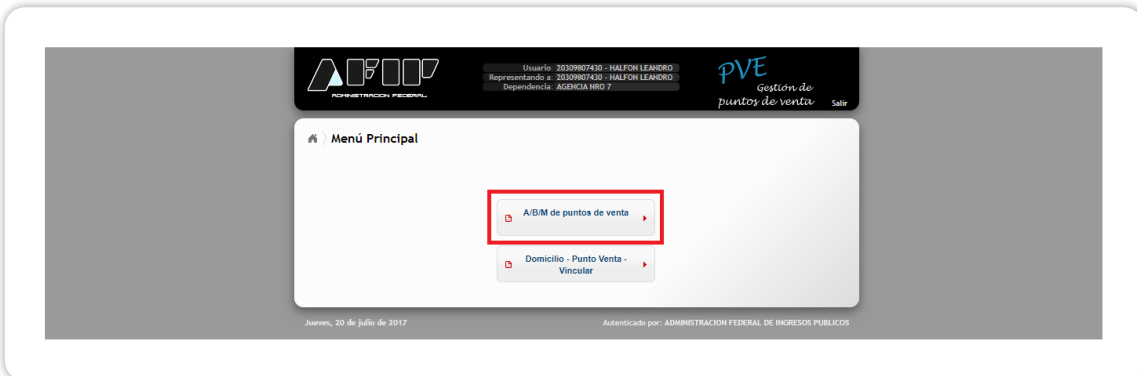 AFIP
ADMINISTRACION FEDERAL
Usuario: 20309807430 - HALFON LEANDRO
Representando a: 20309807430 - HALFON LEANDRO
Dependencia: AGENCIA NRO 7
PVE
Gestión de
puntos de venta
Salir
Menú Principal
A/B/M de puntos de venta
Domicilio - Punto Venta -
Vincular
Jueves, 20 de julio de 2017
Autenticado por: ADMINISTRACION FEDERAL DE INGRESOS PUBLICOS